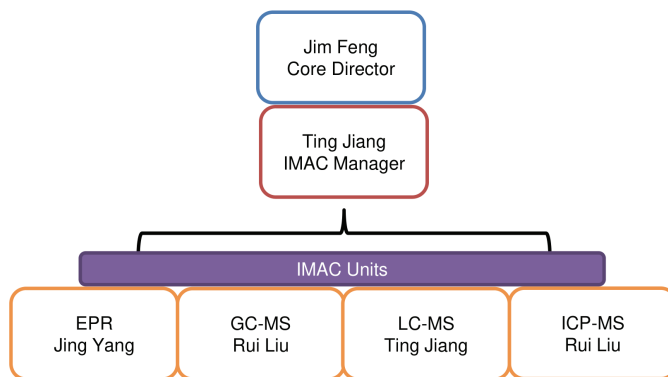 Jim Feng
Core Director
Ting Jiang
IMAC Manager
IMAC Units
EPR
Jing Yang
GC-MS
Rui Liu
LC-MS
Ting Jiang
ICP-MS
Rui Liu